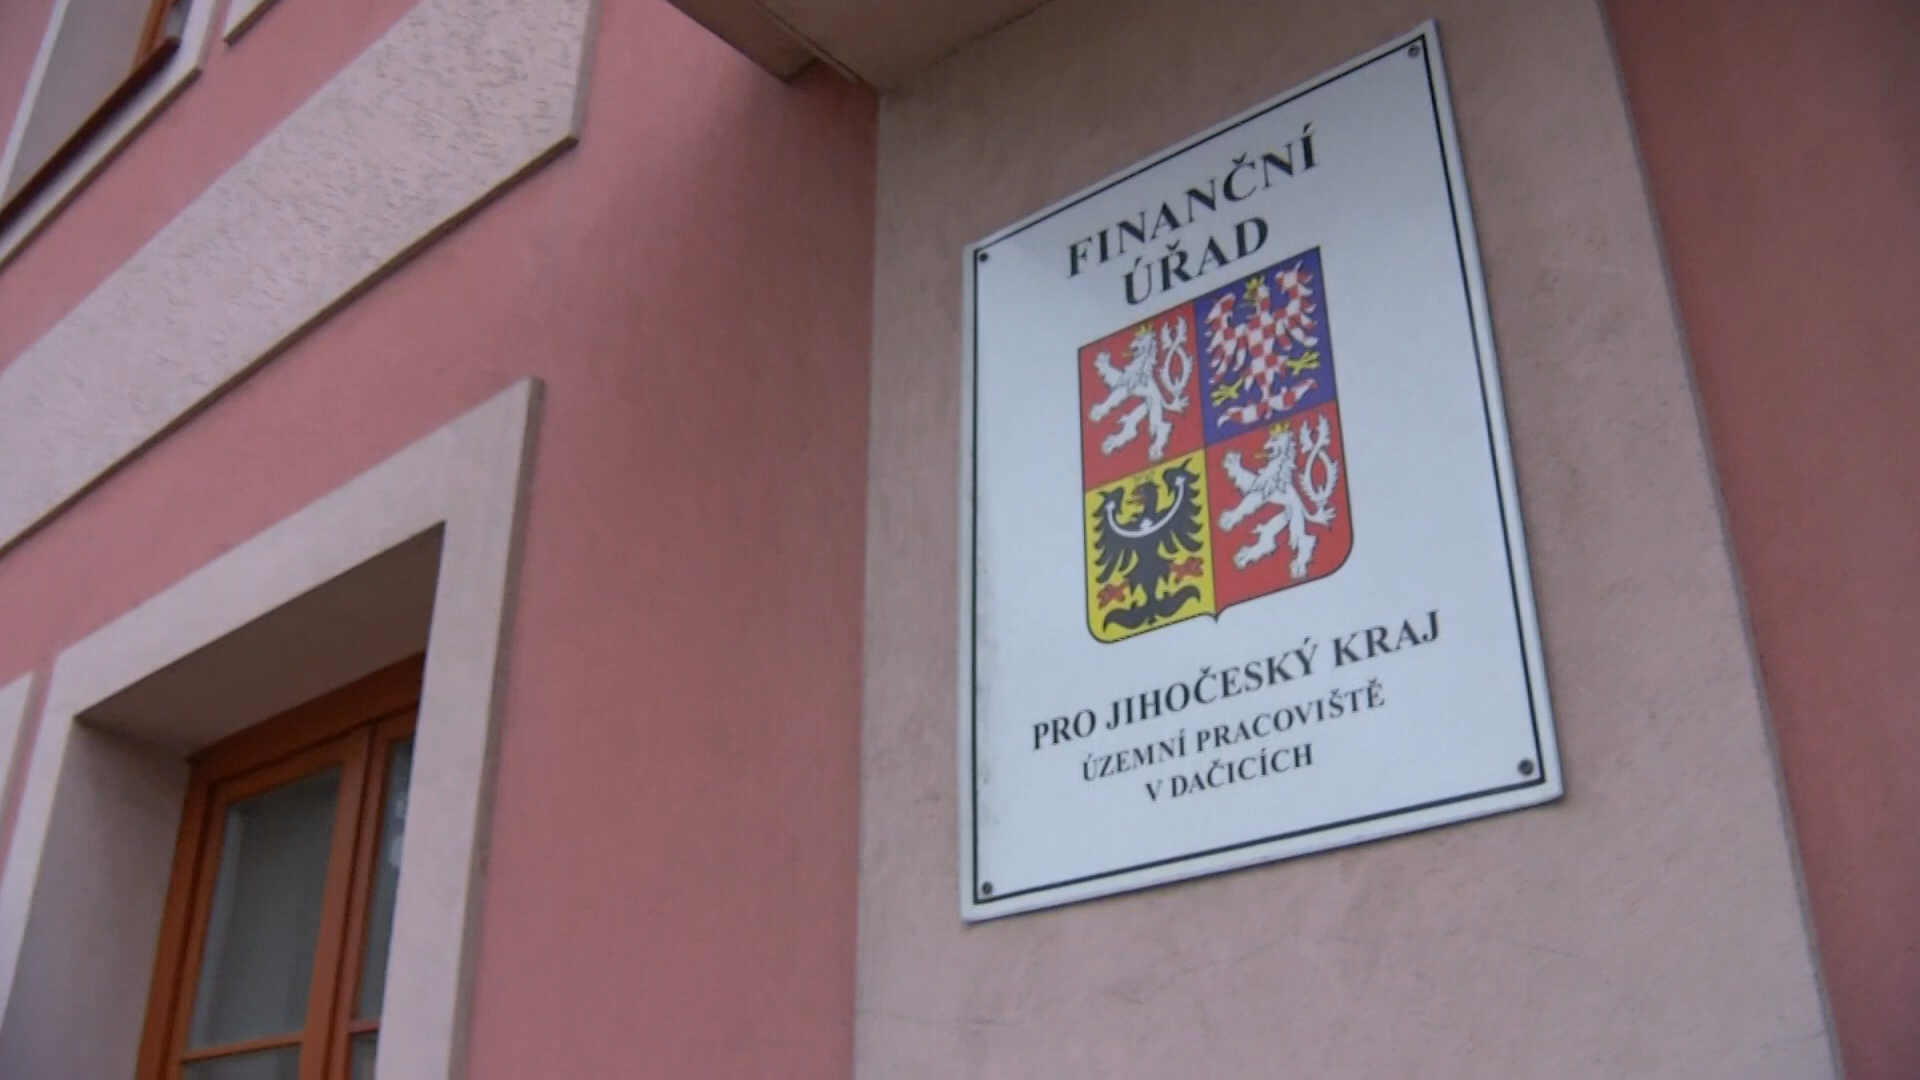 FINANČNÍ
ÚŘAD
PRO JIHOČESKÝ KRAJ
ÚZEMNÍ PRACOVIŠTĚ
V DAČICÍCH